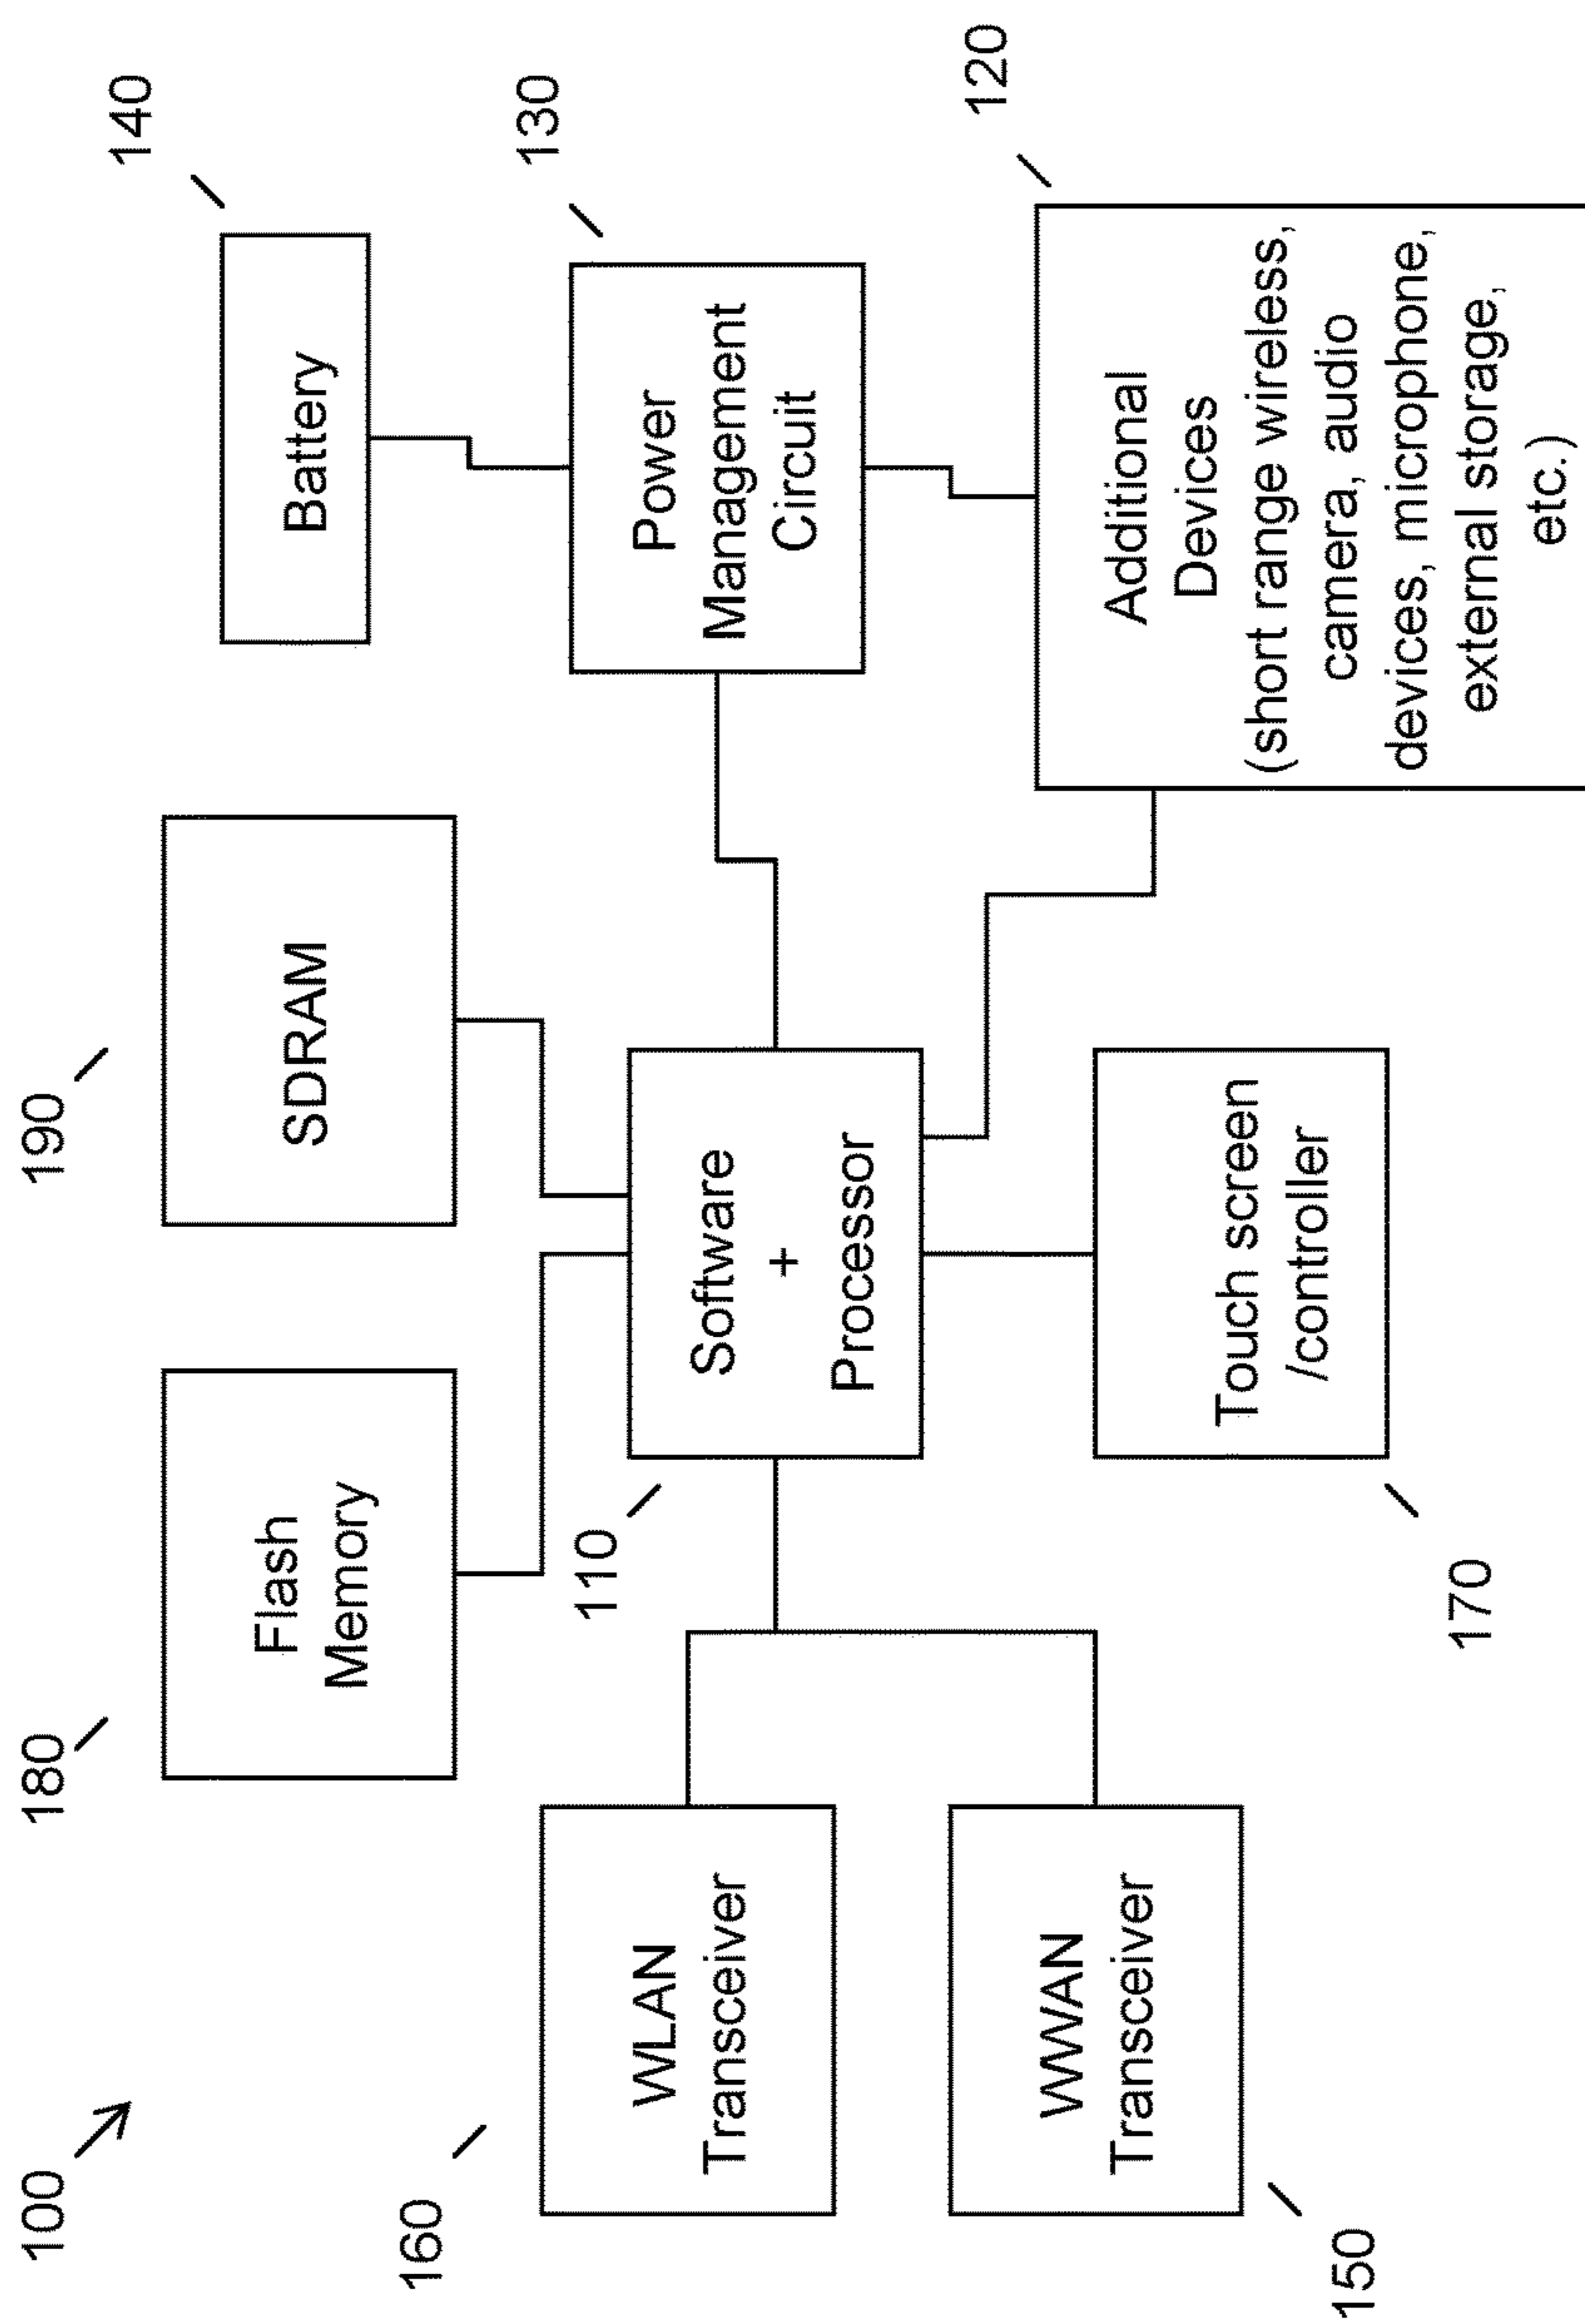 100
180
190
140
Flash
Memory
SDRAM
Battery
160
WLAN
Transceiver
110
Software
+
Processor
130
Power
Management
Circuit
150
WWAN
Transceiver
170
Touch screen
/controller
120
Additional
Devices
(short range wireless,
camera, audio
devices, microphone,
external storage,
etc.)